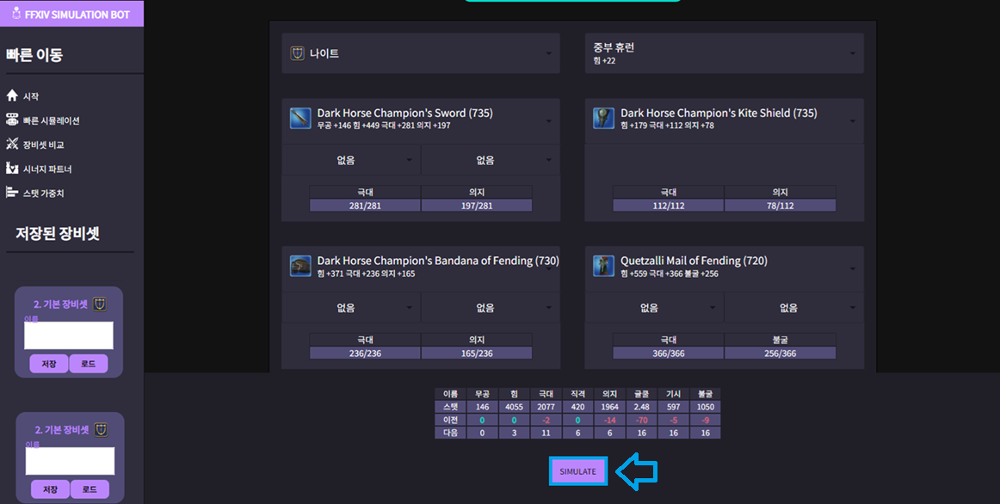 FFXIV SIMULATION BOT
빠른 이동
시작
빠른 시뮬레이션
장비셋 비교
시너지 파트너
스탯 가중치
저장된 장비셋
2. 기본 장비셋
이름
저장 로드
2. 기본 장비셋
이름
저장 로드
나이트
중부 휴런
힘 +22
Dark Horse Champion's Sword (735)
무공 +146 힘 +449 극대 +281 의지 +197
없음 없음
극대 의지
281/281 197/281
Dark Horse Champion's Kite Shield (735)
힘 +179 극대 +112 의지 +78
극대 의지
112/112 78/112
Dark Horse Champion's Bandana of Fending (730)
힘 +371 극대 +236 의지 +165
없음 없음
극대 의지
236/236 165/236
Quetzalli Mail of Fending (720)
힘 +559 극대 +366 불굴 +256
없음 없음
극대 불굴
366/366 256/366
이름 무공 힘 극대 직격 의지 글쿨 기시 불굴
스탯 146 4055 2077 420 1964 2.48 597 1050
이전 0 0 -2 0 -14 -70 -5 -9
다음 0 3 11 6 6 16 16 16
SIMULATE